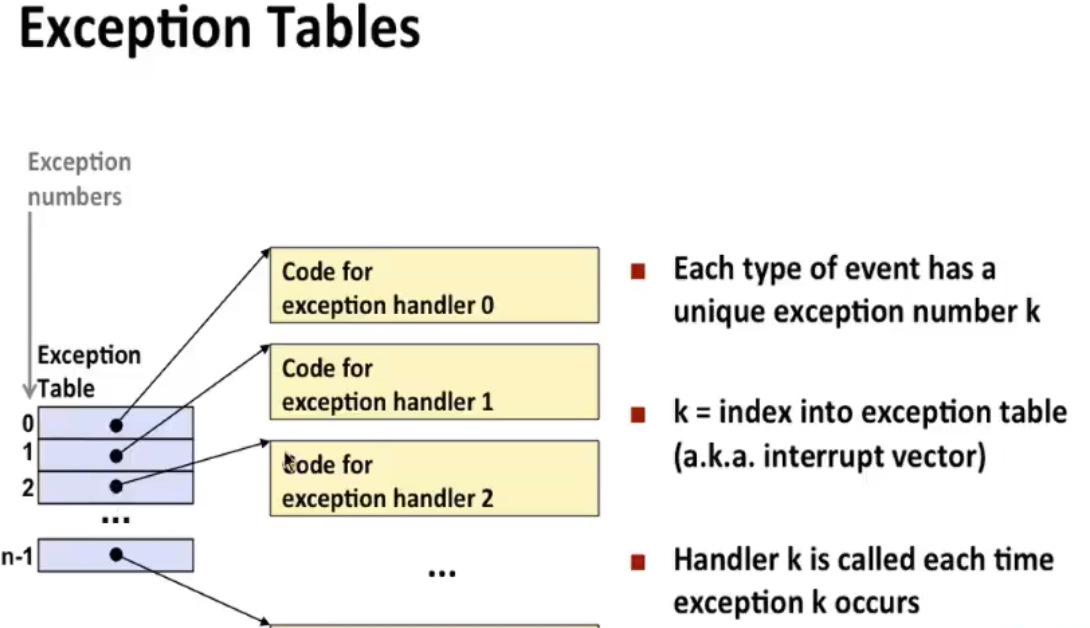 Exception Tables
Exception
numbers
Exception
Table
0
1
2
...
n-1
Code for
exception handler 0
Code for
exception handler 1
Code for
exception handler 2
...
Each type of event has a
unique exception number k
k = index into exception table
(a.k.a. interrupt vector)
Handler k is called each time
exception k occurs